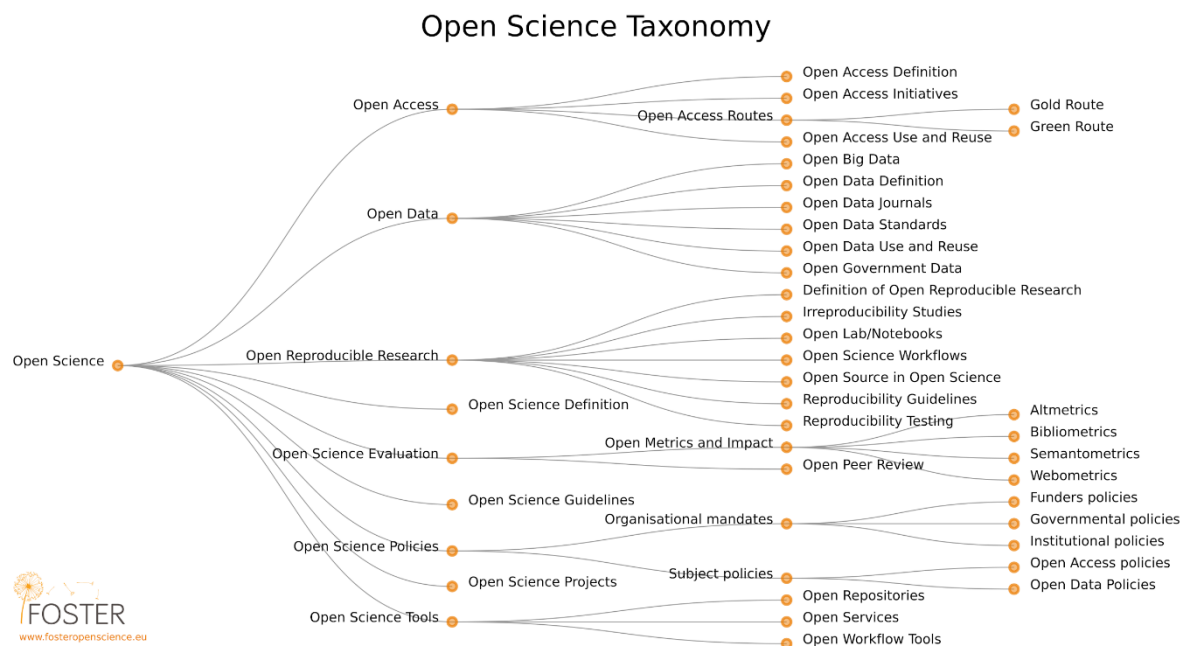 Open Science Taxonomy
Open Science
Open Access
Open Access Definition
Open Access Initiatives
Open Access Routes
Gold Route
Green Route
Open Access Use and Reuse
Open Data
Open Big Data
Open Data Definition
Open Data Journals
Open Data Standards
Open Data Use and Reuse
Open Government Data
Open Reproducible Research
Definition of Open Reproducible Research
Irreproducibility Studies
Open Lab/Notebooks
Open Science Workflows
Open Source in Open Science
Reproducibility Guidelines
Reproducibility Testing
Open Science Definition
Open Science Evaluation
Open Metrics and Impact
Altmetrics
Bibliometrics
Semantometrics
Webometrics
Open Peer Review
Open Science Guidelines
Open Science Policies
Organisational mandates
Funders policies
Governmental policies
Institutional policies
Subject policies
Open Access policies
Open Data Policies
Open Science Projects
Open Science Tools
Open Repositories
Open Services
Open Workflow Tools
FOSTER
www.fosteropenscience.eu